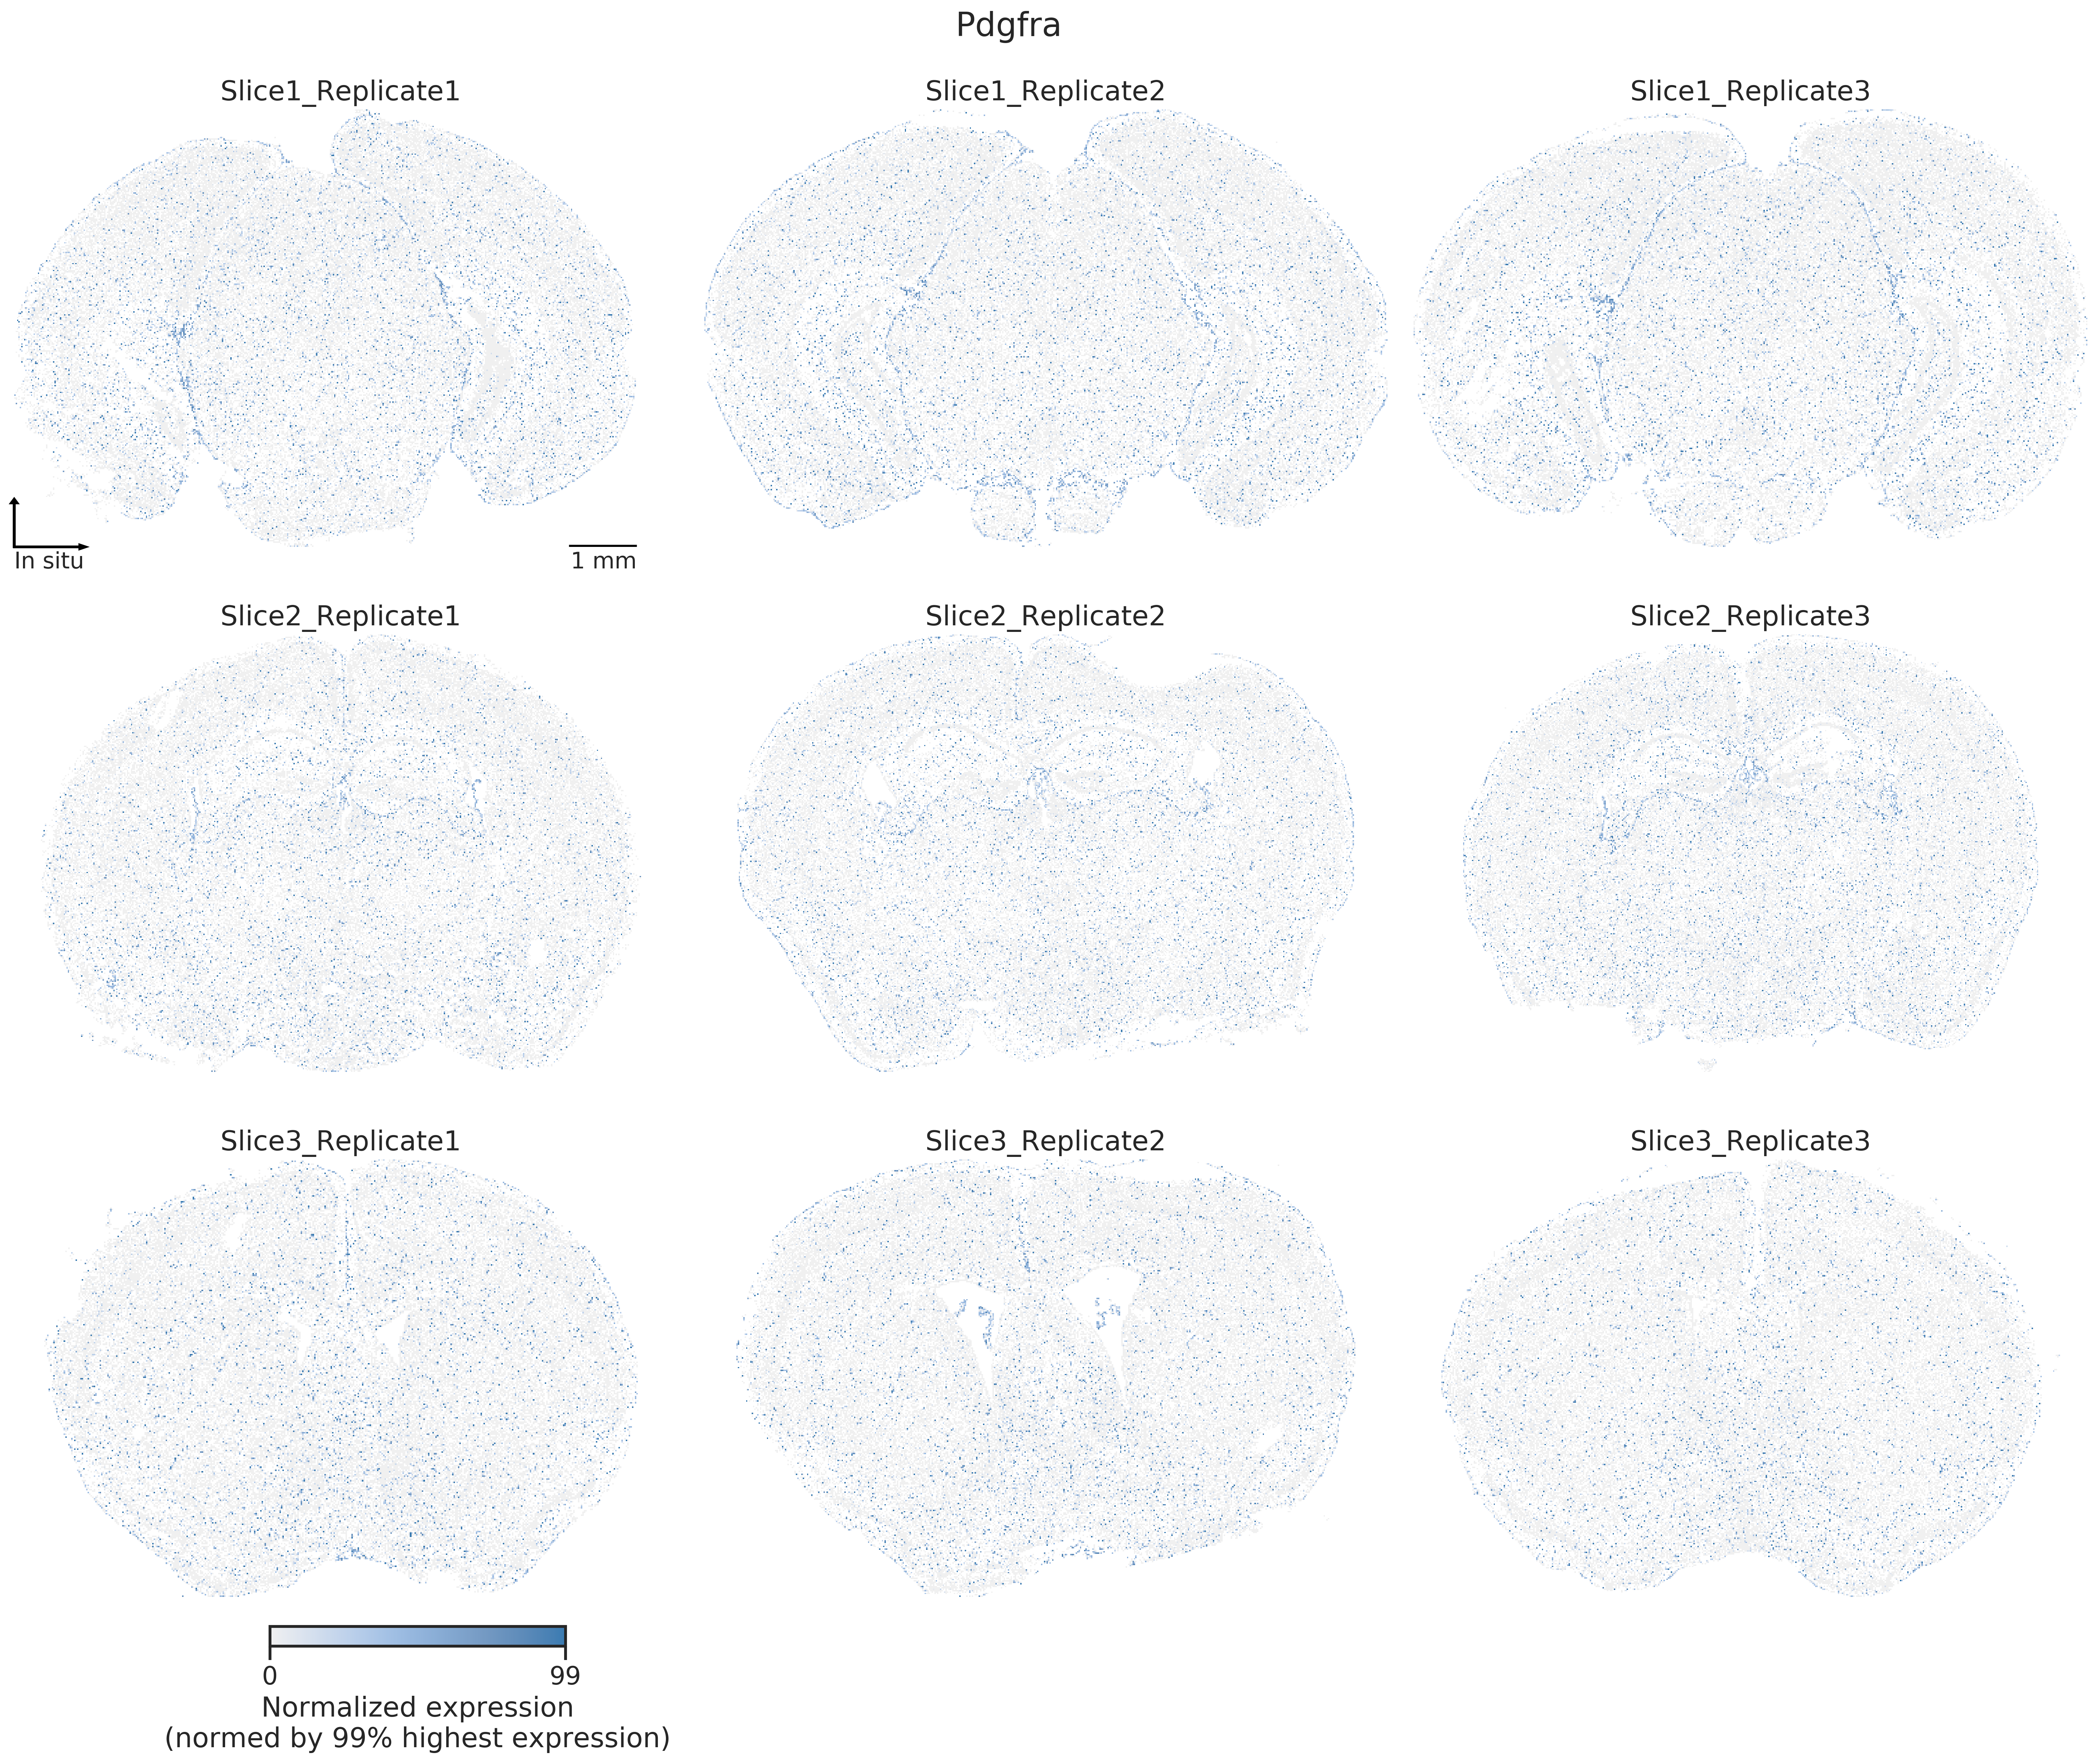 Pdgfra
Slice1_Replicate1
Slice1_Replicate2
Slice1_Replicate3
In situ
1 mm
Slice2_Replicate1
Slice2_Replicate2
Slice2_Replicate3
Slice3_Replicate1
Slice3_Replicate2
Slice3_Replicate3
0
99
Normalized expression
(normed by 99% highest expression)